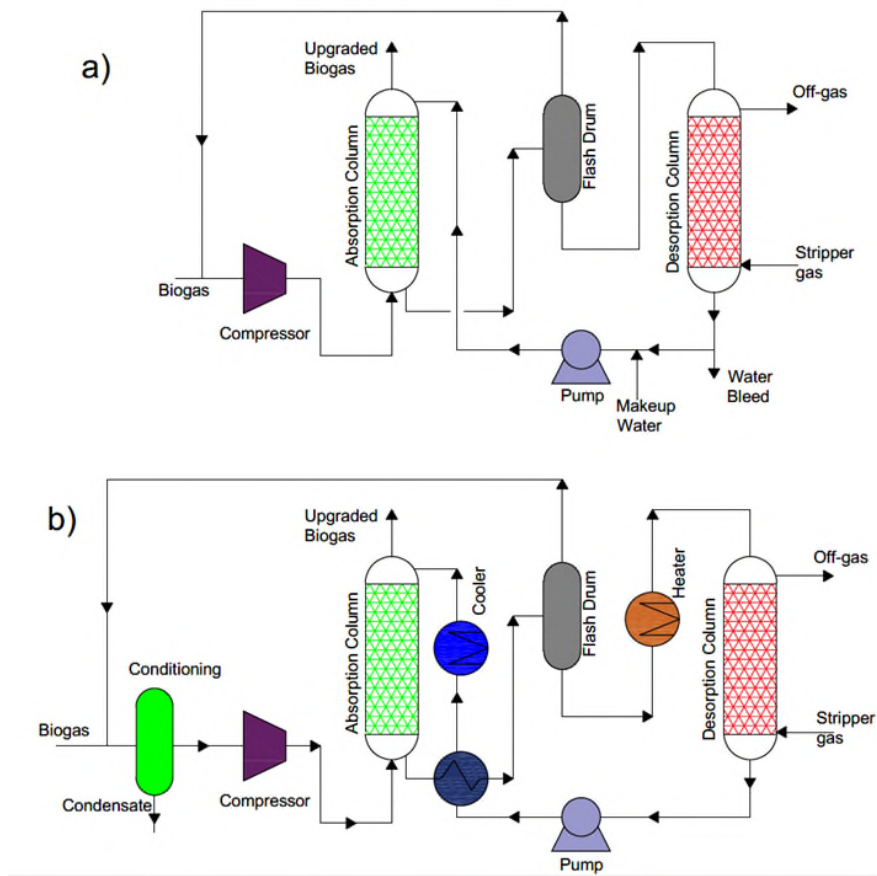 a)
Upgraded
Biogas
Absorption Column
Flash Drum
Desorption Column
Off-gas
Stripper
gas
Biogas
Compressor
Pump
Makeup
Water
Water
Bleed
b)
Upgraded
Biogas
Absorption Column
Cooler
Flash Drum
Heater
Desorption Column
Off-gas
Conditioning
Biogas
Stripper
gas
Condensate
Compressor
Pump